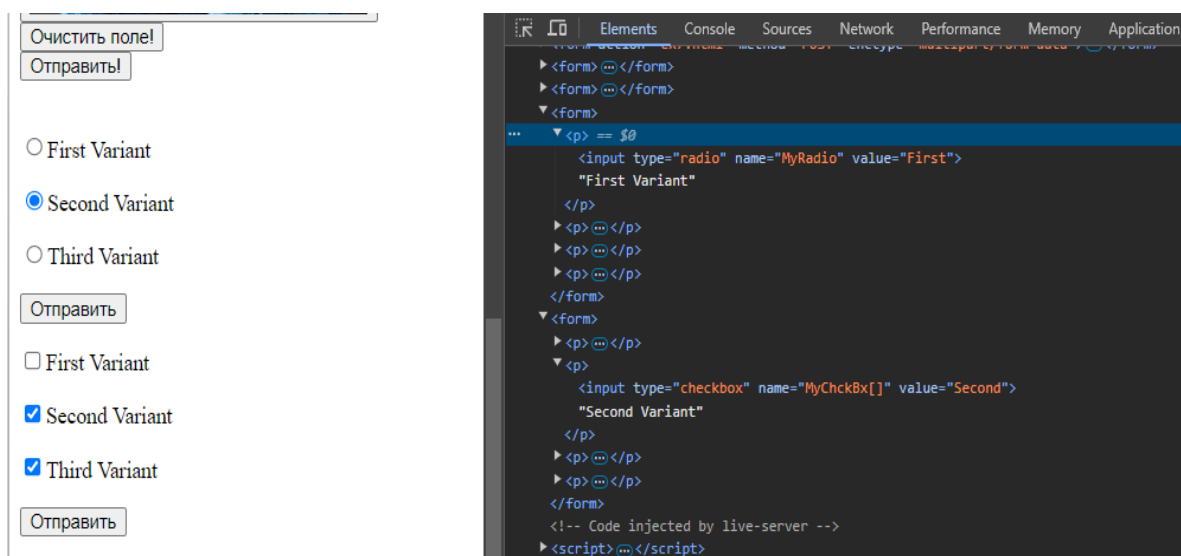 Очистить поле!
Отправить!
First Variant
Second Variant
Third Variant
Отправить
First Variant
Second Variant
Third Variant
Отправить
Elements Console Sources Network Performance Memory Application
<form>…</form>
<form>…</form>
<form>
… <p> == $0
<input type="radio" name="MyRadio" value="First">
"First Variant"
</p>
<p>…</p>
<p>…</p>
<p>…</p>
</form>
<form>
<p>…</p>
<p>
<input type="checkbox" name="MyChckBx[]" value="Second">
"Second Variant"
</p>
<p>…</p>
<p>…</p>
</form>
<!-- Code injected by live-server -->
<script>…</script>